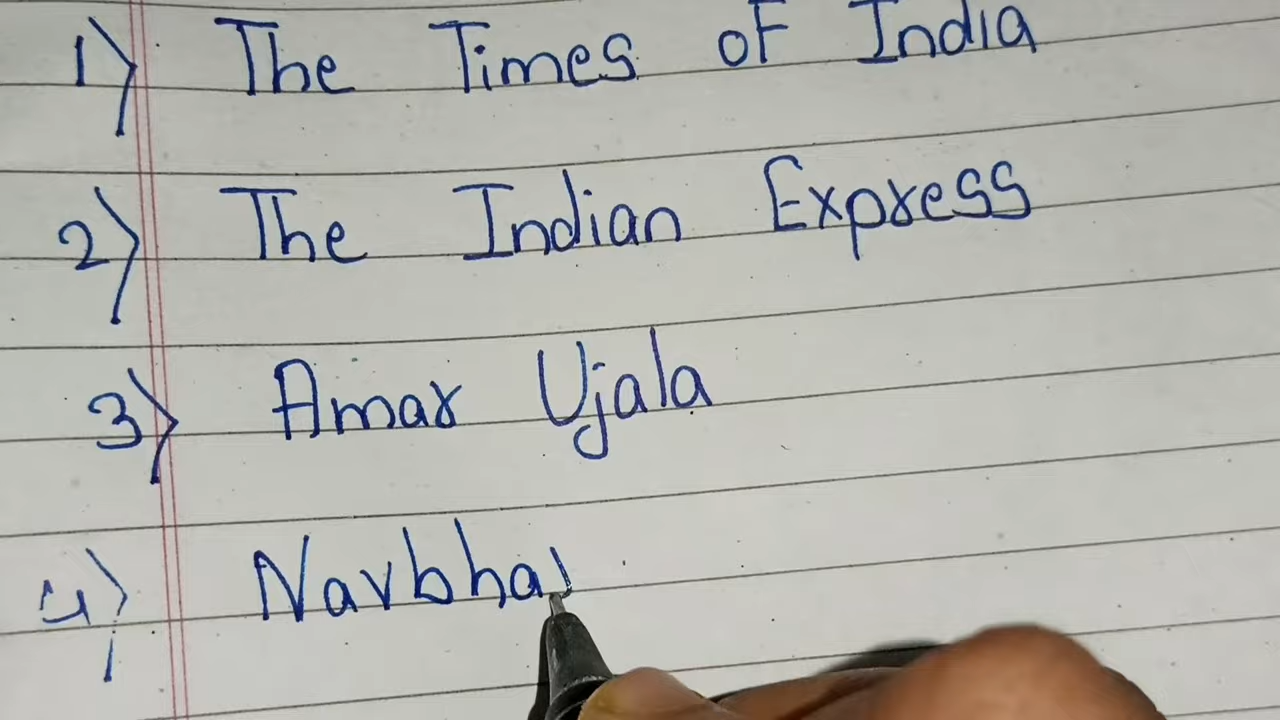 1) The Times of India
2) The Indian Express
3) Amar Ujala
4) Navbha